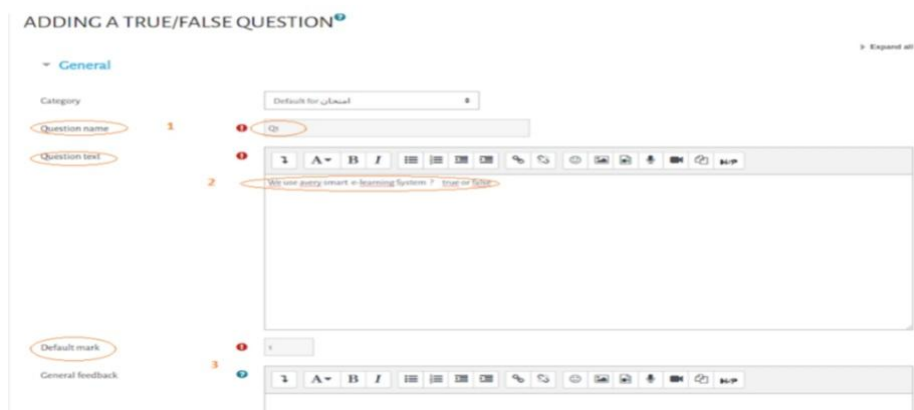 ADDING A TRUE/FALSE QUESTION
Expand all
General
Category
Default for امتحان
Question name 1 Q1
Question text
A B I H-P
2 We use avery smart e-learning System ? true or false
Default mark 1
3
General feedback
A B I H-P